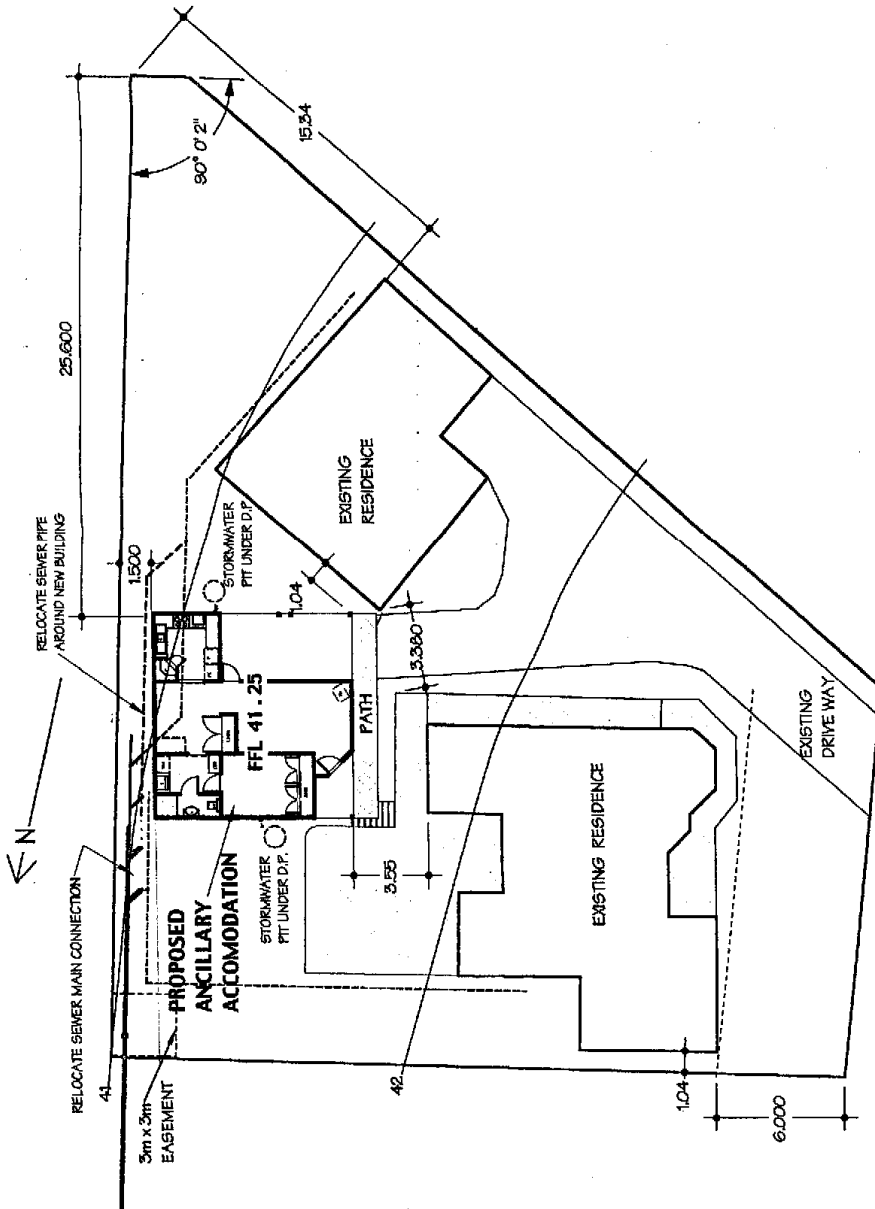 15.34
90° 0' 2"
25.600
RELOCATE SEWER PIPE
AROUND NEW BUILDING
1.500
STORMWATER
PIT UNDER D.P.
1.04
EXISTING
RESIDENCE
N
3.380
FFL 41.25
PATH
RELOCATE SEWER MAIN CONNECTION
EXISTING
DRIVE WAY
PROPOSED
ANCILLARY
ACCOMODATION
STORMWATER
PIT UNDER D.P.
3.55
EXISTING RESIDENCE
41
3m x 3m
EASEMENT
42
1.04
6.000